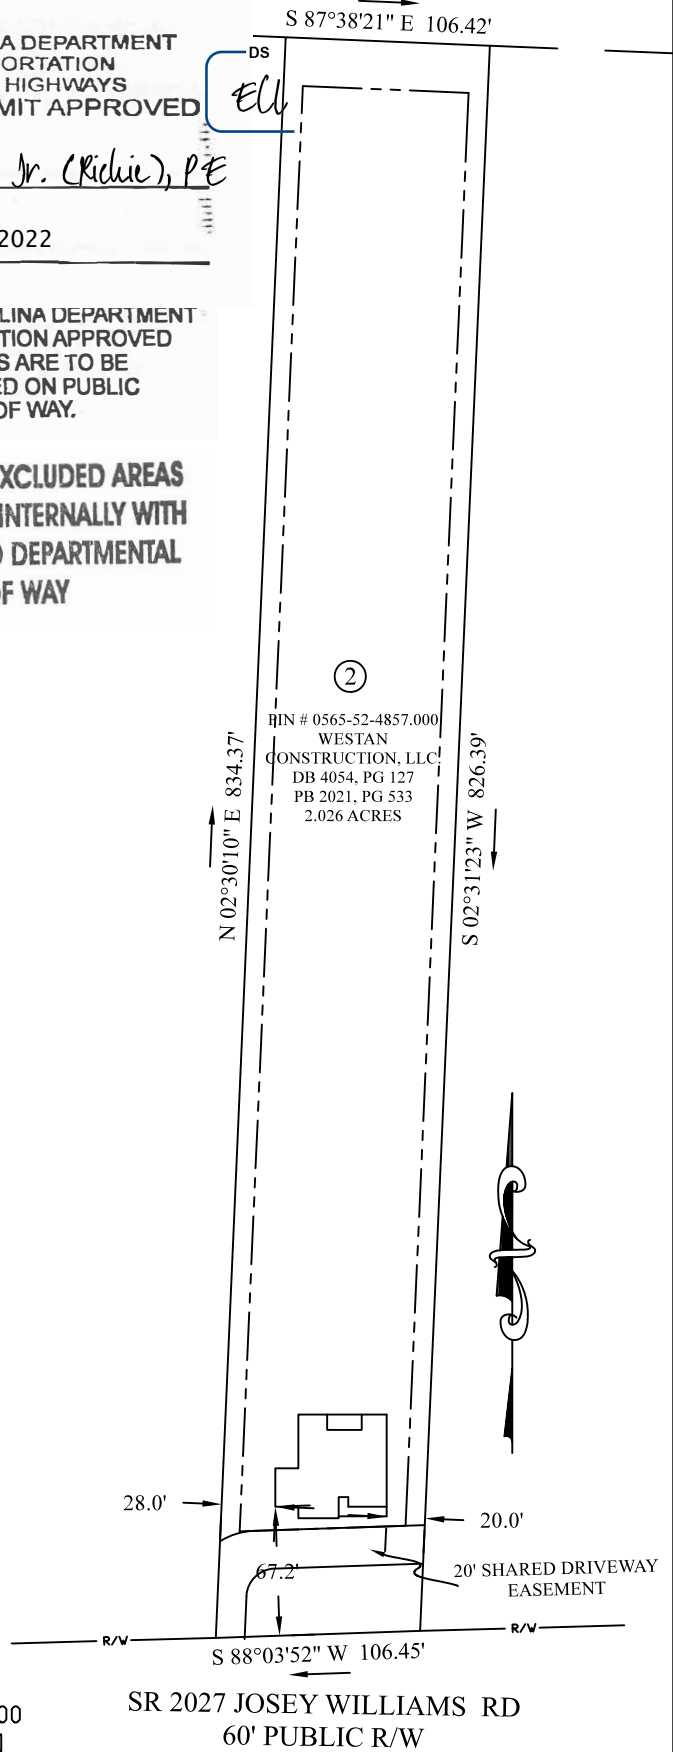 S 87°38'21" E 106.42'
A DEPARTMENT
ORTATION
HIGHWAYS
MIT APPROVED
DS
ECL
Jr. (Richie), PE
2022
LINA DEPARTMENT
TION APPROVED
S ARE TO BE
ED ON PUBLIC
OF WAY.
XCLUDED AREAS
INTERNALLY WITH
DEPARTMENTAL
F WAY
2
PIN # 0565-52-4857.000
WESTAN
CONSTRUCTION, LLC.
DB 4054, PG 127
PB 2021, PG 533
2.026 ACRES
N 02°30'10" E 834.37'
S 02°31'23" W 826.39'
28.0'
20.0'
67.2'
20' SHARED DRIVEWAY
EASEMENT
R/W
R/W
S 88°03'52" W 106.45'
SR 2027 JOSEY WILLIAMS RD
60' PUBLIC R/W
00